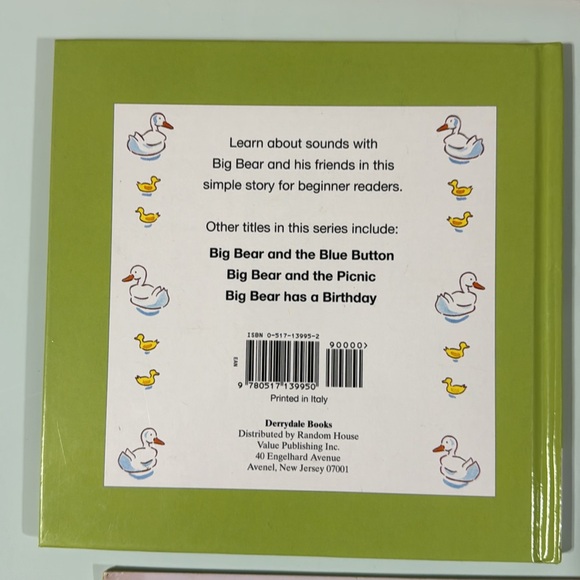 Learn about sounds with
Big Bear and his friends in this
simple story for beginner readers.
Other titles in this series include:
Big Bear and the Blue Button
Big Bear and the Picnic
Big Bear has a Birthday
ISBN 0-517-13995-2
90000>
EAN
9 780517 139950
Printed in Italy
Derrydale Books
Distributed by Random House
Value Publishing Inc.
40 Engelhard Avenue
Avenel, New Jersey 07001